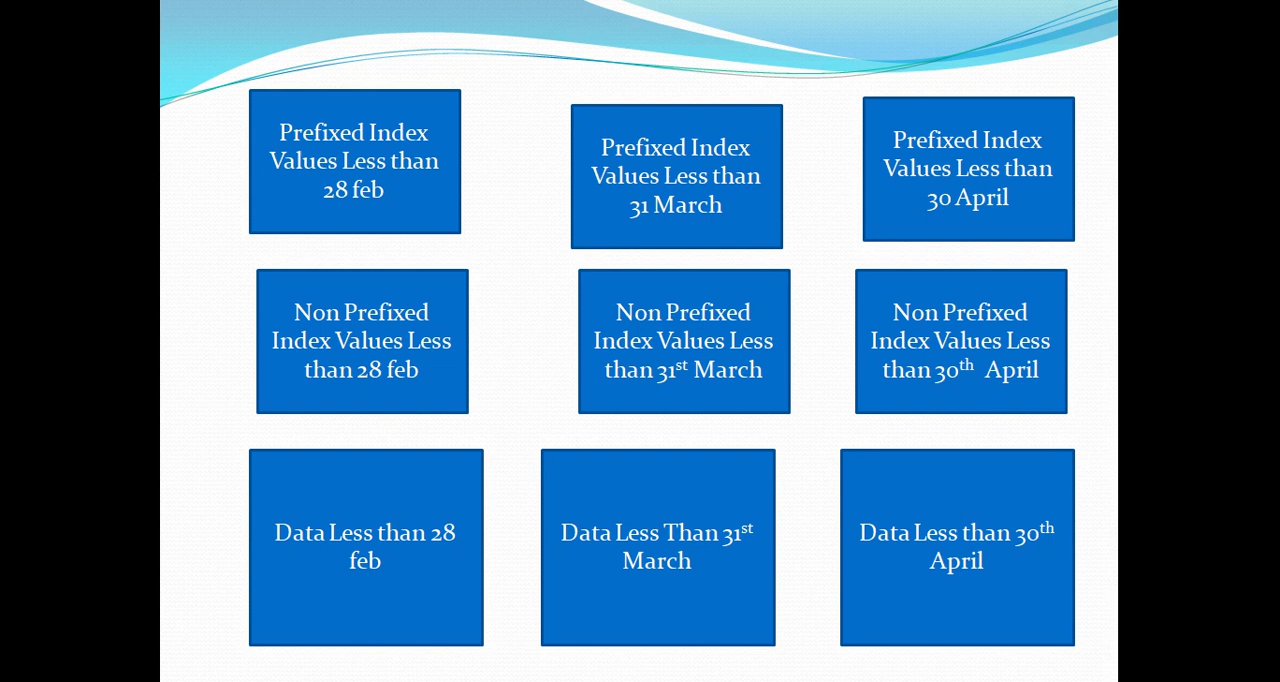 Prefixed Index
Values Less than
28 feb
Prefixed Index
Values Less than
31 March
Prefixed Index
Values Less than
30 April
Non Prefixed
Index Values Less
than 28 feb
Non Prefixed
Index Values Less
than 31st March
Non Prefixed
Index Values Less
than 30th April
Data Less than 28
feb
Data Less Than 31st
March
Data Less than 30th
April